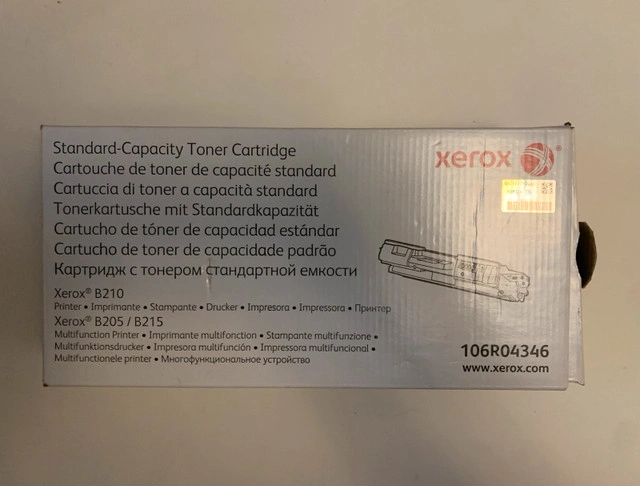 Standard-Capacity Toner Cartridge
Cartouche de toner de capacité standard
Cartuccia di toner a capacità standard
Tonerkartusche mit Standardkapazität
Cartucho de tóner de capacidad estándar
Cartucho de toner de capacidade padrão
Картридж с тонером стандартной емкости
Xerox® B210
Printer • Imprimante • Stampante • Drucker • Impresora • Impressora • Принтер
Xerox® B205 / B215
Multifunction Printer • Imprimante multifonction • Stampante multifunzione •
Multifunktionsdrucker • Impresora multifunción • Impressora multifuncional •
Multifunctionele printer • Многофункциональное устройство
xerox
106R04346
www.xerox.com